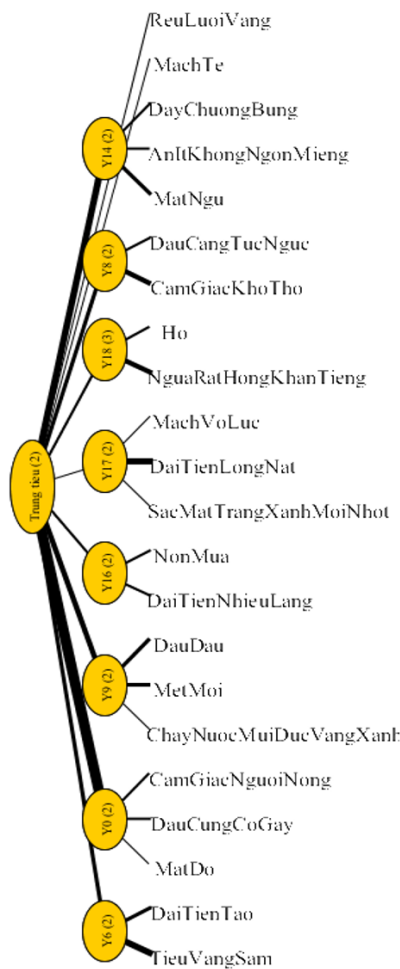 ReuLuoiVang
MachTe
DayChuongBung
Y14 (2)
AnItKhongNgonMieng
MatNgu
DauCangTucNguc
Y8 (2)
CamGiacKhoTho
Ho
Y18 (3)
NguaRatHongKhanTieng
MachVoLuc
Y17 (2)
DaiTienLongNat
Trung tieu (2)
SacMatTrangXanhMoiNhot
NonMua
Y16 (2)
DaiTienNhieuLang
DauDau
Y9 (2)
MetMoi
ChayNuocMuiDucVangXanh
CamGiacNguoiNong
Y0 (2)
DauCungCoGay
MatDo
DaiTienTao
Y6 (2)
TieuVangSam